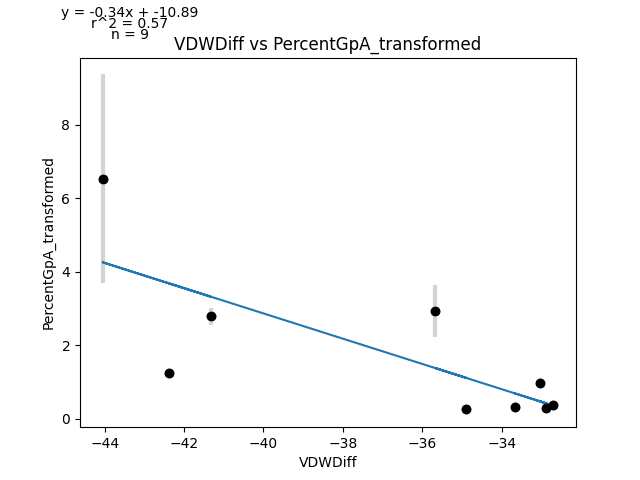 y = -0.34x + -10.89
r^2 = 0.57
n = 9
VDWDiff vs PercentGpA_transformed
PercentGpA_transformed
8
6
4
2
0
−44
−42
−40
−38
−36
−34
VDWDiff